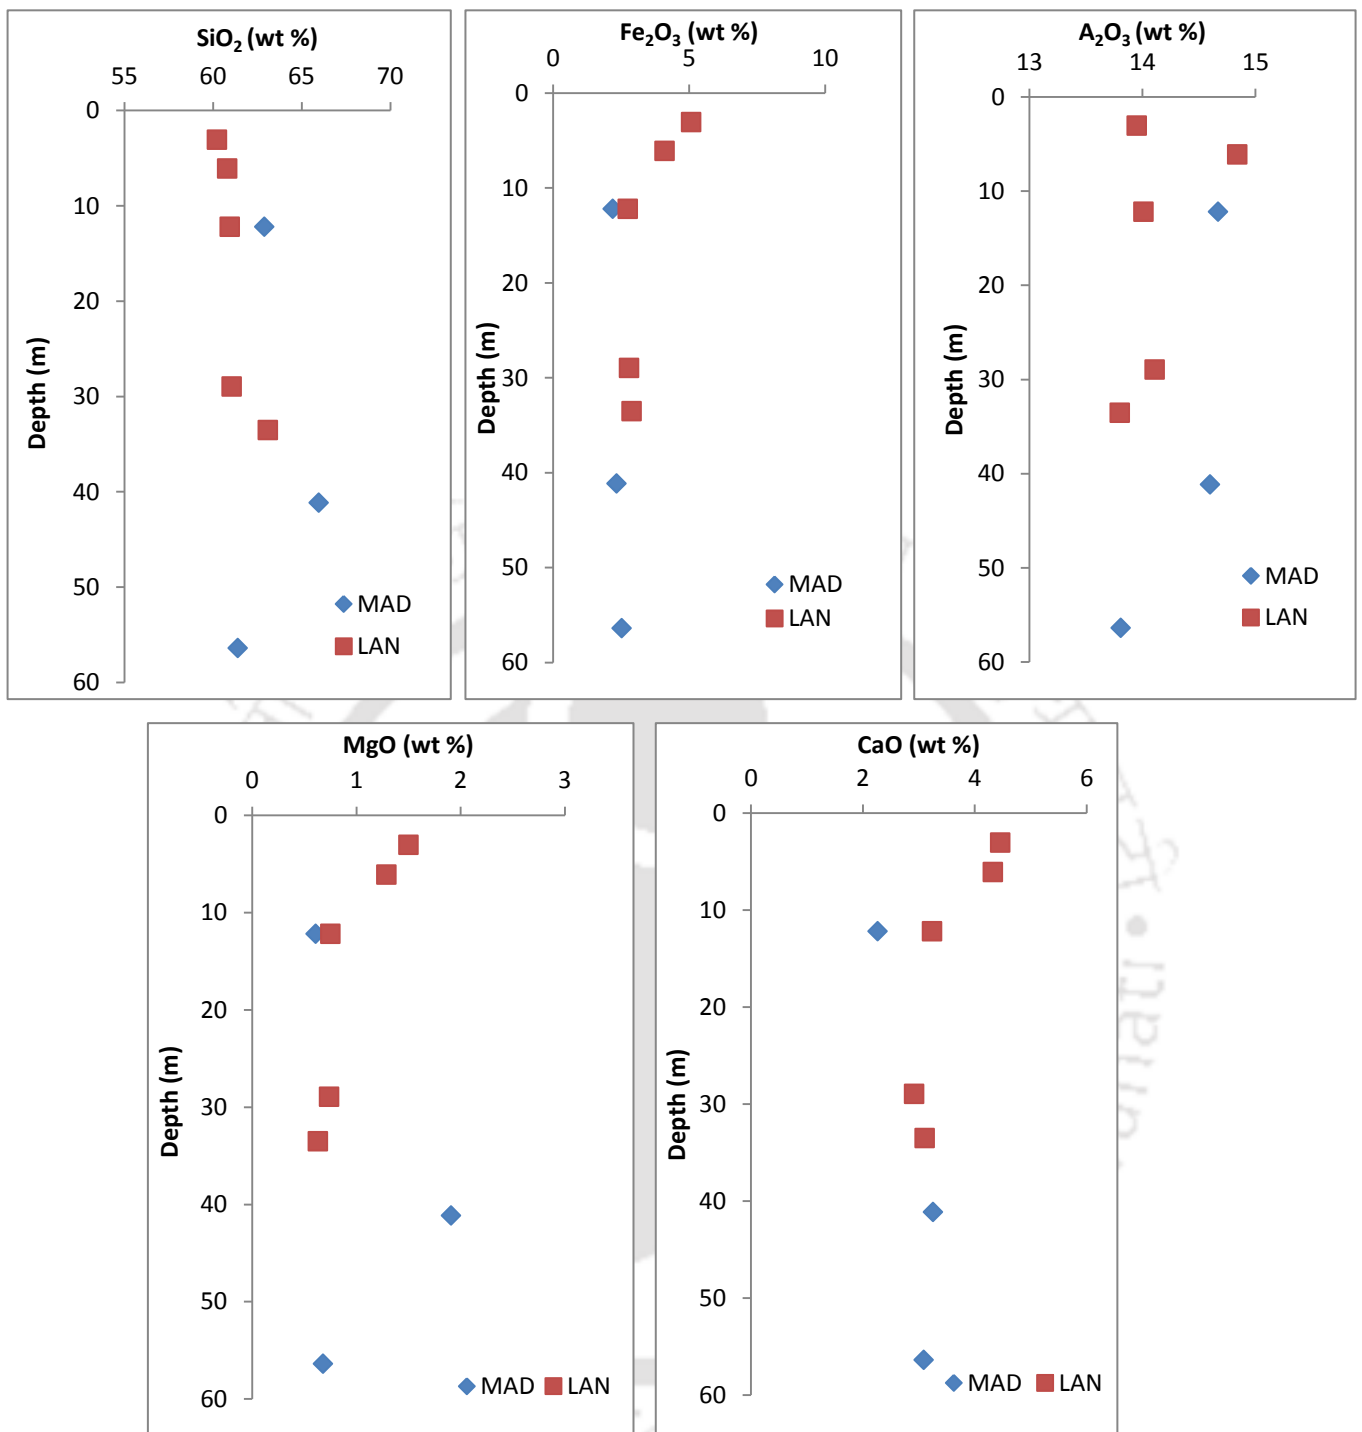 SiO₂ (wt %)
55 60 65 70
0
10
20
30
40
50
60
Depth (m)
MAD
LAN
Fe₂O₃ (wt %)
0 5 10
0
10
20
30
40
50
60
Depth (m)
MAD
LAN
A₂O₃ (wt %)
13 14 15
0
10
20
30
40
50
60
Depth (m)
MAD
LAN
MgO (wt %)
0 1 2 3
0
10
20
30
40
50
60
Depth (m)
MAD LAN
CaO (wt %)
0 2 4 6
0
10
20
30
40
50
60
Depth (m)
MAD LAN